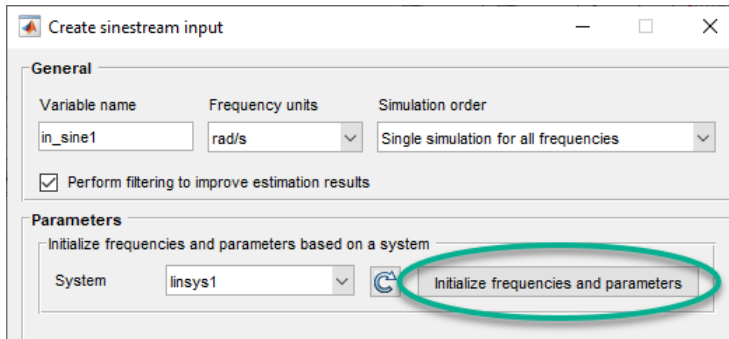 Create sinestream input
General
Variable name Frequency units Simulation order
in_sine1 rad/s Single simulation for all frequencies
Perform filtering to improve estimation results
Parameters
Initialize frequencies and parameters based on a system
System linsys1 Initialize frequencies and parameters